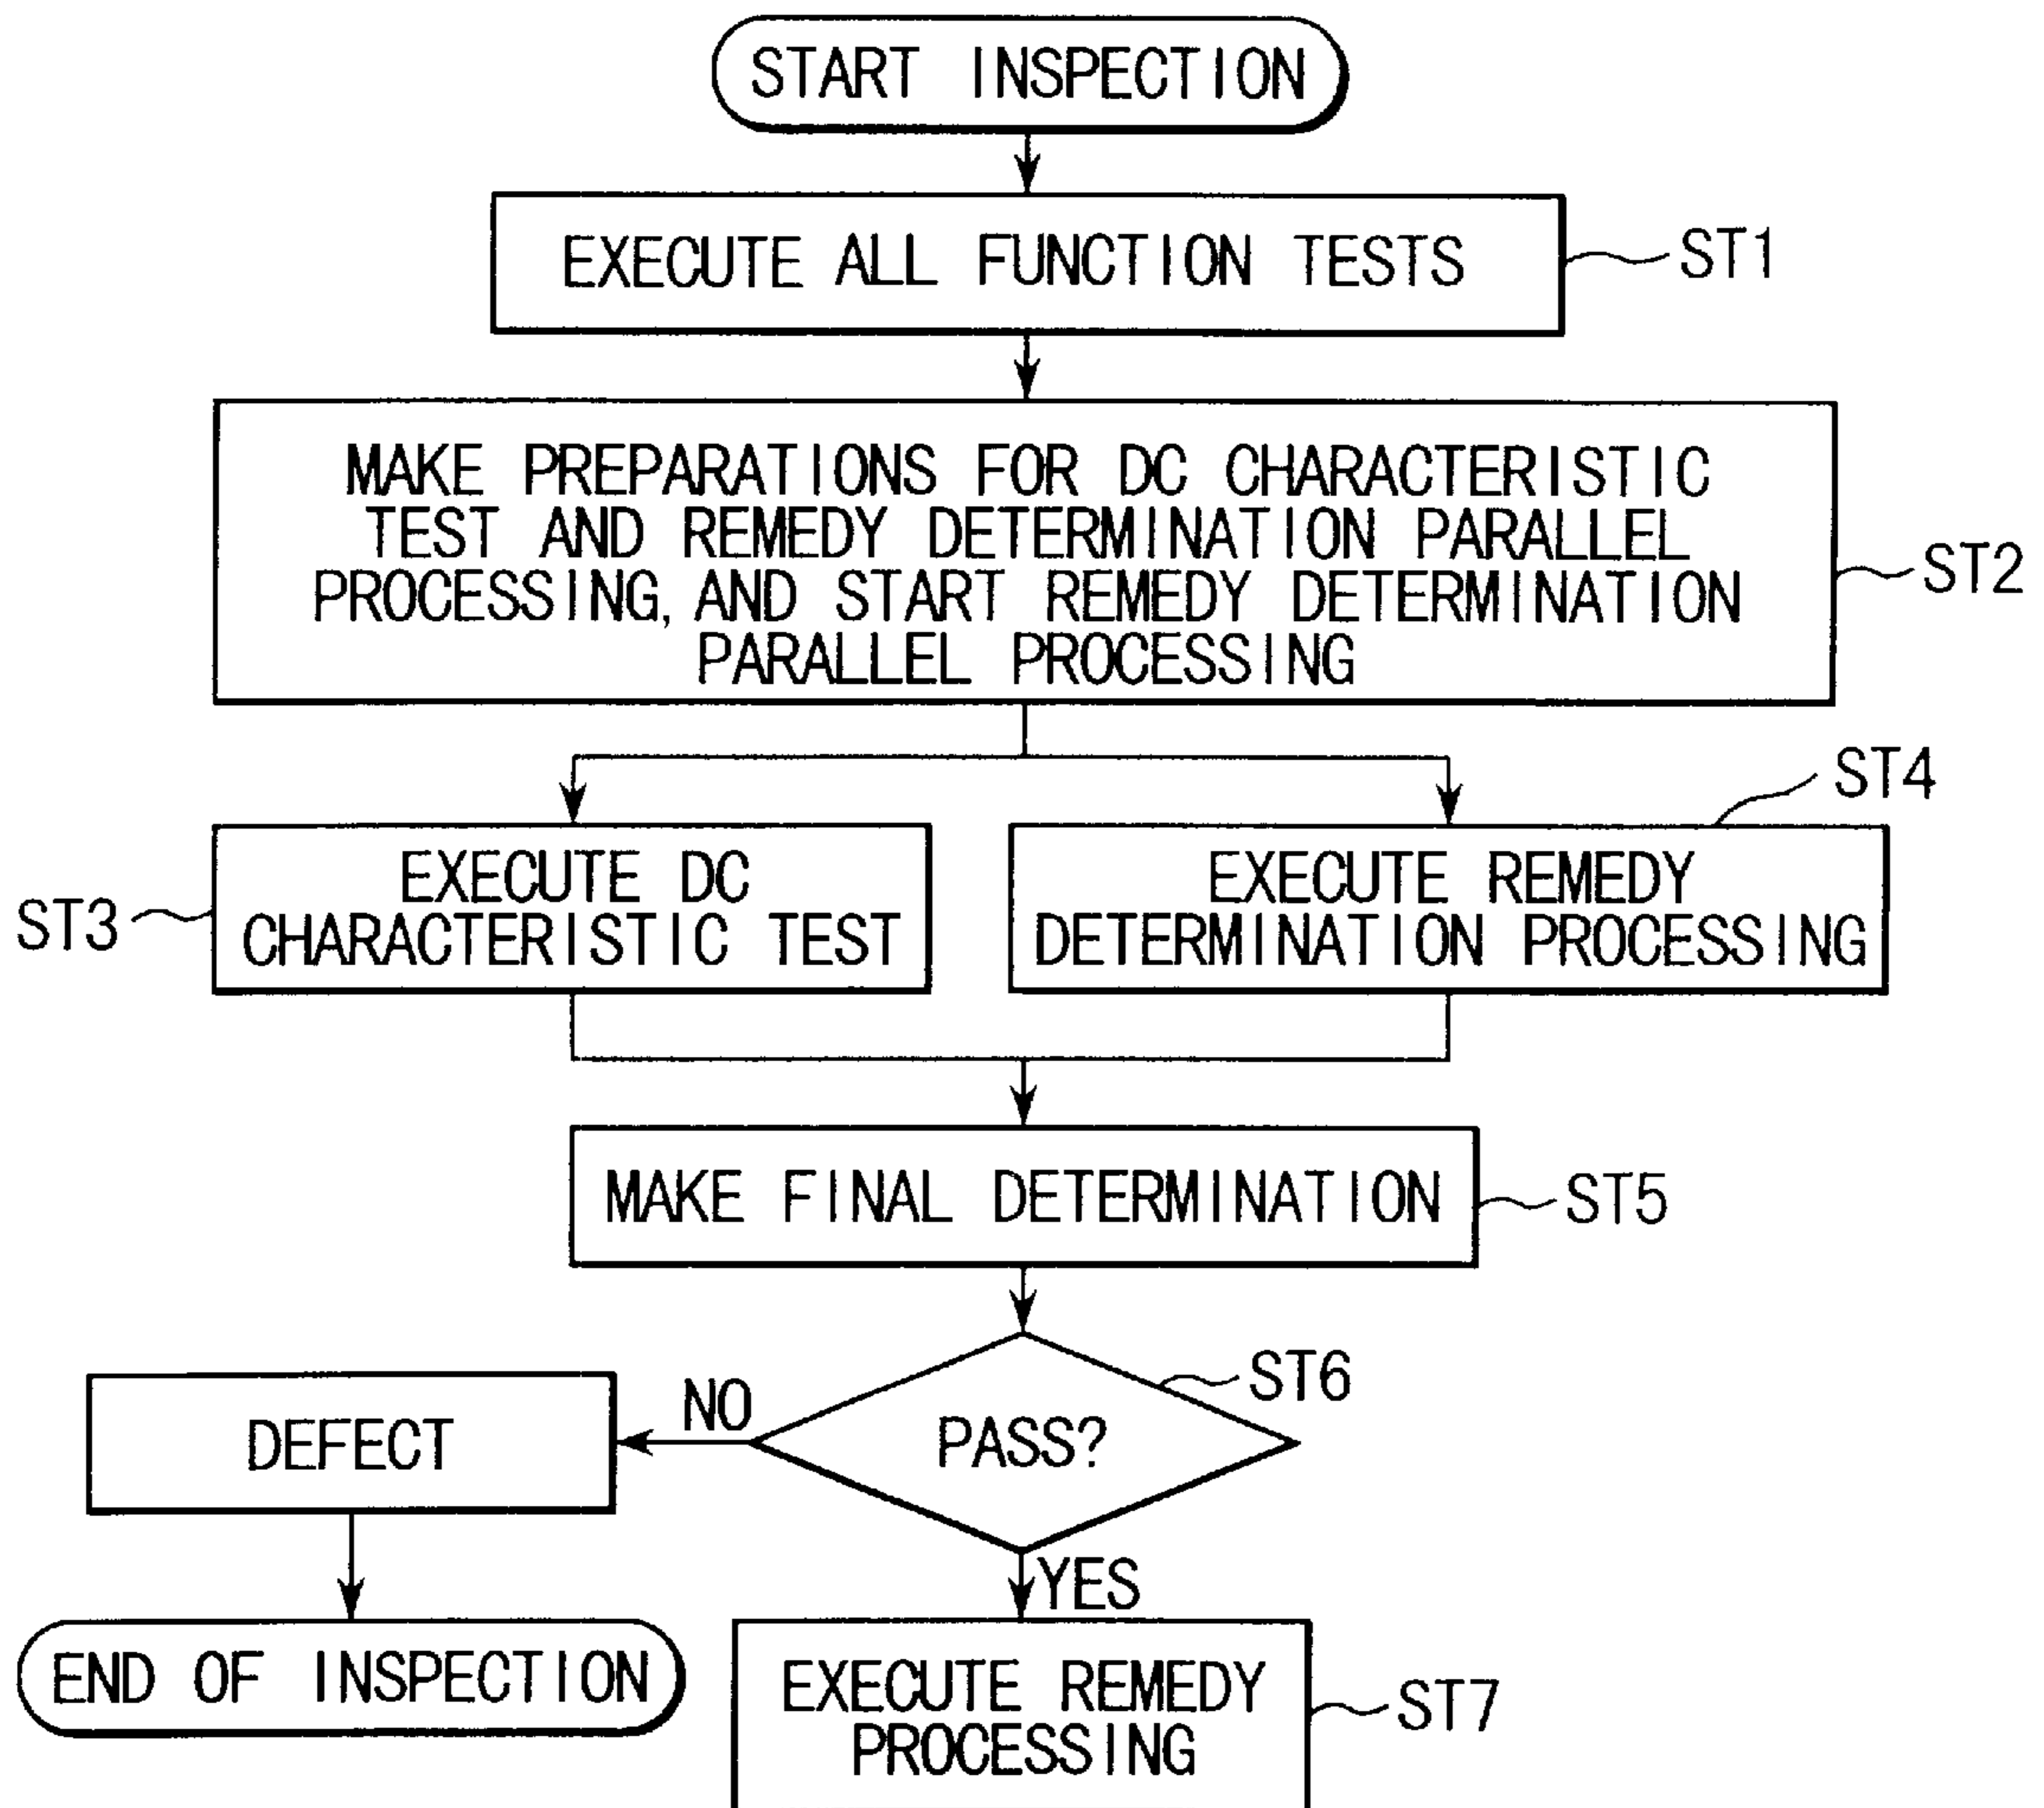 START INSPECTION
EXECUTE ALL FUNCTION TESTS
ST1
MAKE PREPARATIONS FOR DC CHARACTERISTIC
TEST AND REMEDY DETERMINATION PARALLEL
PROCESSING, AND START REMEDY DETERMINATION
PARALLEL PROCESSING
ST2
ST3
EXECUTE DC
CHARACTERISTIC TEST
ST4
EXECUTE REMEDY
DETERMINATION PROCESSING
MAKE FINAL DETERMINATION
ST5
ST6
PASS?
NO
DEFECT
END OF INSPECTION
YES
EXECUTE REMEDY
PROCESSING
ST7